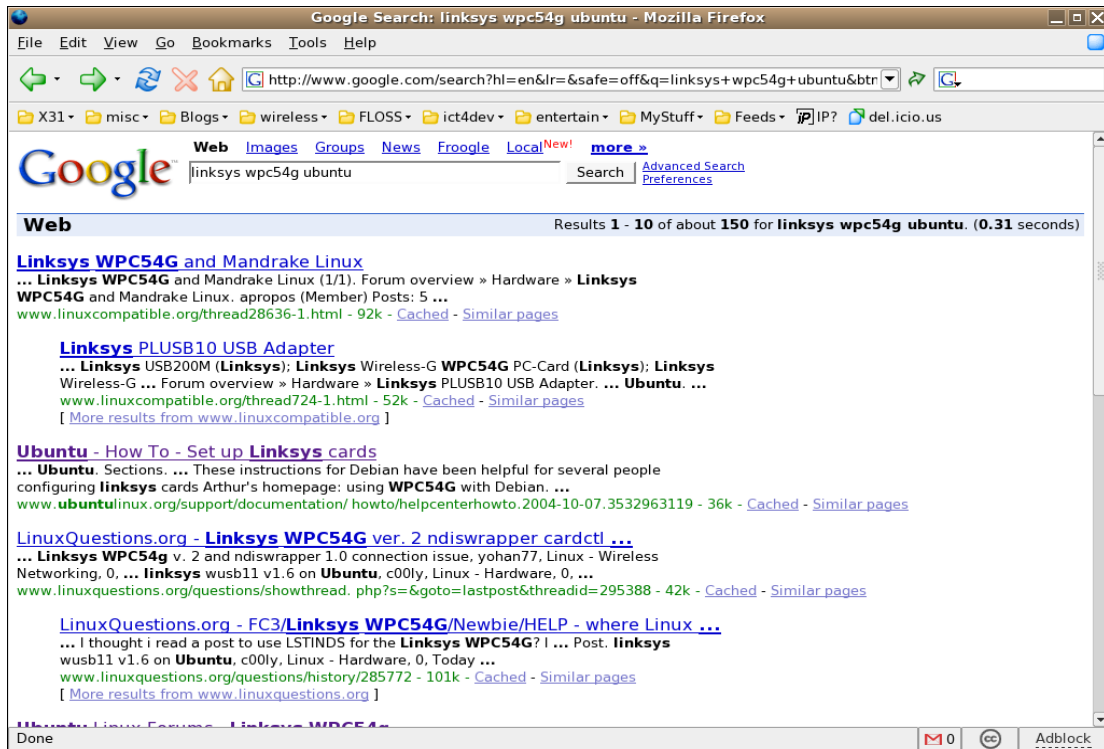 Google Search: linksys wpc54g ubuntu - Mozilla Firefox
File Edit View Go Bookmarks Tools Help
G http://www.google.com/search?hl=en&lr=&safe=off&q=linksys+wpc54g+ubuntu&btr G
X31 misc Blogs wireless FLOSS ict4dev entertain MyStuff Feeds IP IP? del.icio.us
Web Images Groups News Froogle Local New! more »
Google™ linksys wpc54g ubuntu Search Advanced Search
Preferences
Web Results 1 - 10 of about 150 for linksys wpc54g ubuntu. (0.31 seconds)
Linksys WPC54G and Mandrake Linux
... Linksys WPC54G and Mandrake Linux (1/1). Forum overview » Hardware » Linksys
WPC54G and Mandrake Linux. apropos (Member) Posts: 5 ...
www.linuxcompatible.org/thread28636-1.html - 92k - Cached - Similar pages
Linksys PLUSB10 USB Adapter
... Linksys USB200M (Linksys); Linksys Wireless-G WPC54G PC-Card (Linksys); Linksys
Wireless-G ... Forum overview » Hardware » Linksys PLUSB10 USB Adapter. ... Ubuntu. ...
www.linuxcompatible.org/thread724-1.html - 52k - Cached - Similar pages
[ More results from www.linuxcompatible.org ]
Ubuntu - How To - Set up Linksys cards
... Ubuntu. Sections. ... These instructions for Debian have been helpful for several people
configuring linksys cards Arthur's homepage: using WPC54G with Debian. ...
www.ubuntulinux.org/support/documentation/ howto/helpcenterhowto.2004-10-07.3532963119 - 36k - Cached - Similar pages
LinuxQuestions.org - Linksys WPC54G ver. 2 ndiswrapper cardctl ...
... Linksys WPC54g v. 2 and ndiswrapper 1.0 connection issue, yohan77, Linux - Wireless
Networking, 0, ... linksys wusb11 v1.6 on Ubuntu, c00ly, Linux - Hardware, 0, ...
www.linuxquestions.org/questions/showthread. php?s=&goto=lastpost&threadid=295388 - 42k - Cached - Similar pages
LinuxQuestions.org - FC3/Linksys WPC54G/Newbie/HELP - where Linux ...
... I thought i read a post to use LSTINDS for the Linksys WPC54G? I ... Post. linksys
wusb11 v1.6 on Ubuntu, c00ly, Linux - Hardware, 0, Today ...
www.linuxquestions.org/questions/history/285772 - 101k - Cached - Similar pages
[ More results from www.linuxquestions.org ]
Ubuntu Linux Forums - Linksys WPC54g
Done 0 cc Adblock